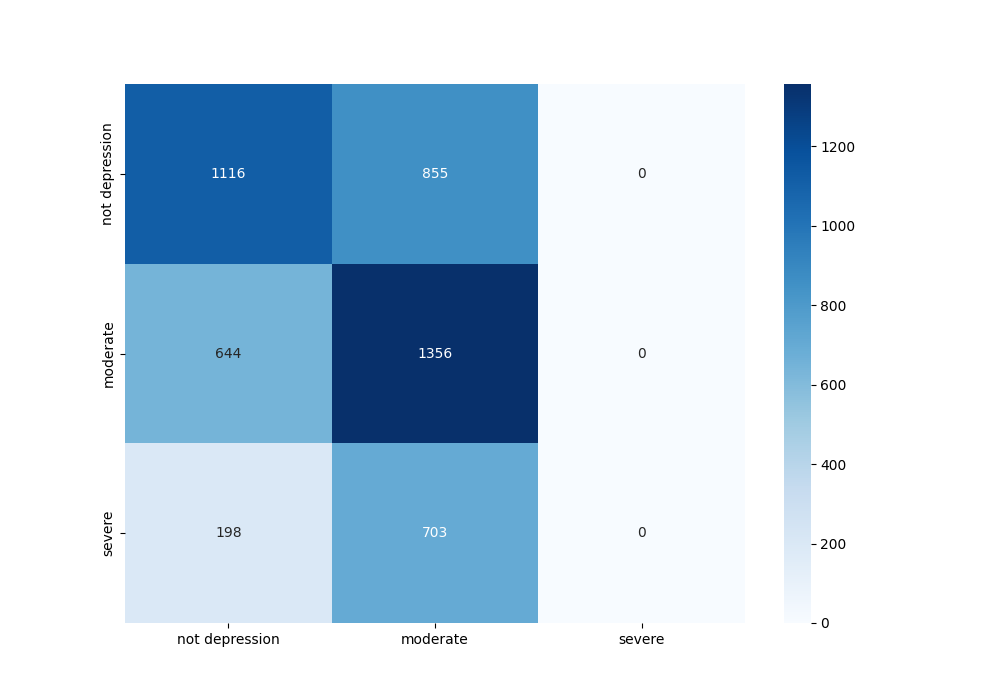 not depression
1116 855 0
moderate
644 1356 0
severe
198 703 0
not depression moderate severe
1200
1000
800
600
400
200
0